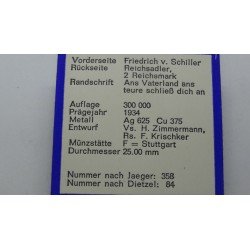 Vorderseite Friedrich v. Schiller
Rückseite Reichsadler,
2 Reichsmark
Randschrift Ans Vaterland ans
teure schließ dich an
Auflage 300 000
Prägejahr 1934
Metall Ag 625 Cu 375
Entwurf Vs. H. Zimmermann,
Rs. F. Krischker
Münzstätte F = Stuttgart
Durchmesser 25.00 mm
Nummer nach Jaeger: 358
Nummer nach Dietzel: 84